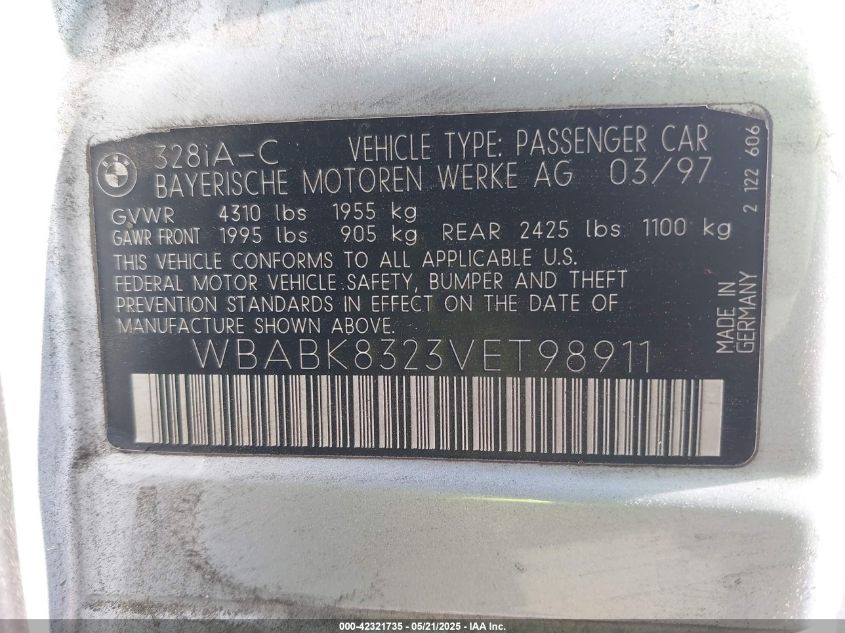 BMW
328iA-C VEHICLE TYPE: PASSENGER CAR
BAYERISCHE MOTOREN WERKE AG 03/97
GVWR 4310 lbs 1955 kg
GAWR FRONT 1995 lbs 905 kg REAR 2425 lbs 1100 kg
THIS VEHICLE CONFORMS TO ALL APPLICABLE U.S.
FEDERAL MOTOR VEHICLE SAFETY, BUMPER AND THEFT
PREVENTION STANDARDS IN EFFECT ON THE DATE OF
MANUFACTURE SHOWN ABOVE.
WBABK8323VET98911
2 122 606
MADE IN
GERMANY
000-42321735 - 05/21/2025 - IAA Inc.